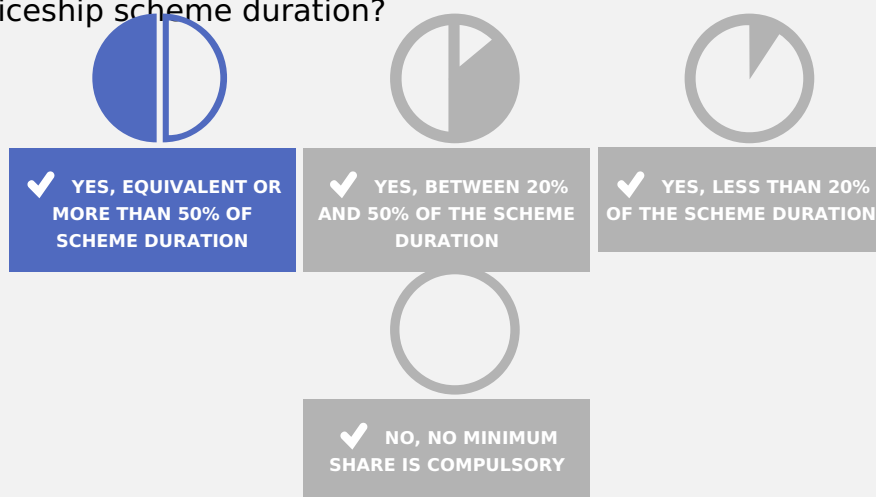 iceship scheme duration?
YES, EQUIVALENT OR
MORE THAN 50% OF
SCHEME DURATION
YES, BETWEEN 20%
AND 50% OF THE SCHEME
DURATION
YES, LESS THAN 20%
OF THE SCHEME DURATION
NO, NO MINIMUM
SHARE IS COMPULSORY